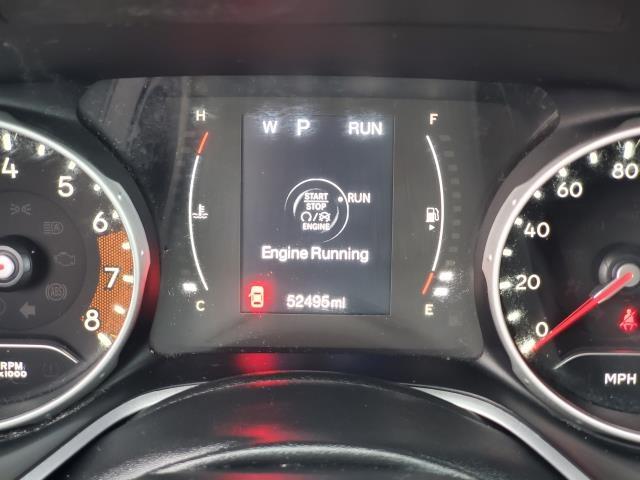 H
F
W P RUN
START
STOP
ENGINE
RUN
Engine Running
52495mi
C
E
4
5
6
7
8
RPM
x1000
ABS
0
20
40
60
80
MPH